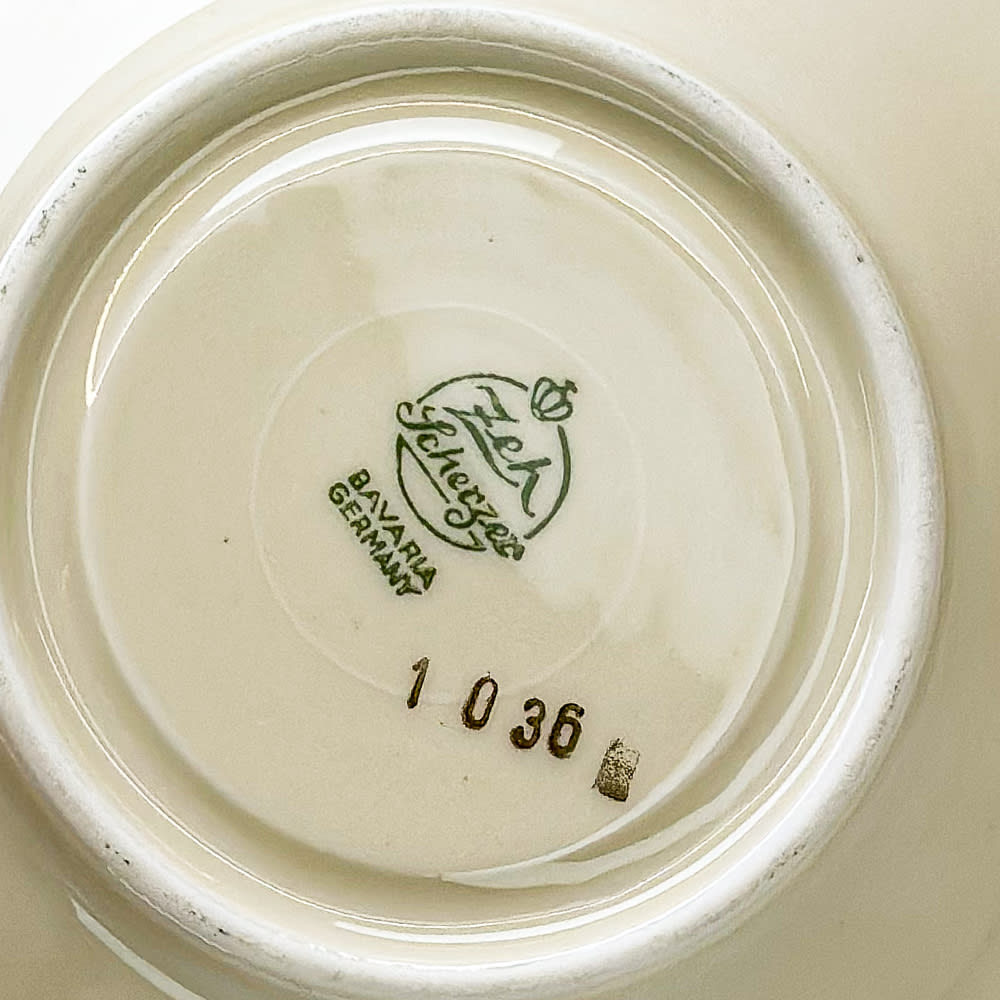 Zeh
Scherzer
BAVARIA
GERMANY
1 036